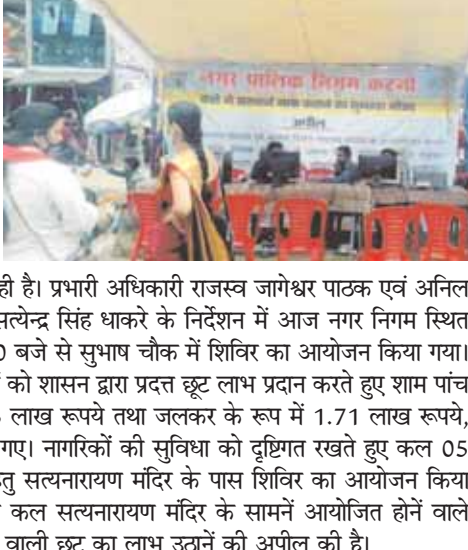 नगर पालिक निगम कटनी
अपील
ही है। प्रभारी अधिकारी राजस्व जागेश्वर पाठक एवं अनिल
सत्येन्द्र सिंह धाकरे के निर्देशन में आज नगर निगम स्थित
0 बजे से सुभाष चौक में शिविर का आयोजन किया गया।
ं को शासन द्वारा प्रदत्त छूट लाभ प्रदान करते हुए शाम पांच
लाख रूपये तथा जलकर के रूप में 1.71 लाख रूपये,
गए। नागरिकों की सुविधा को दृष्टिगत रखते हुए कल 05
तु सत्यनारायण मंदिर के पास शिविर का आयोजन किया
कल सत्यनारायण मंदिर के सामनें आयोजित होनें वाले
वाली छूट का लाभ उठानें की अपील की है।